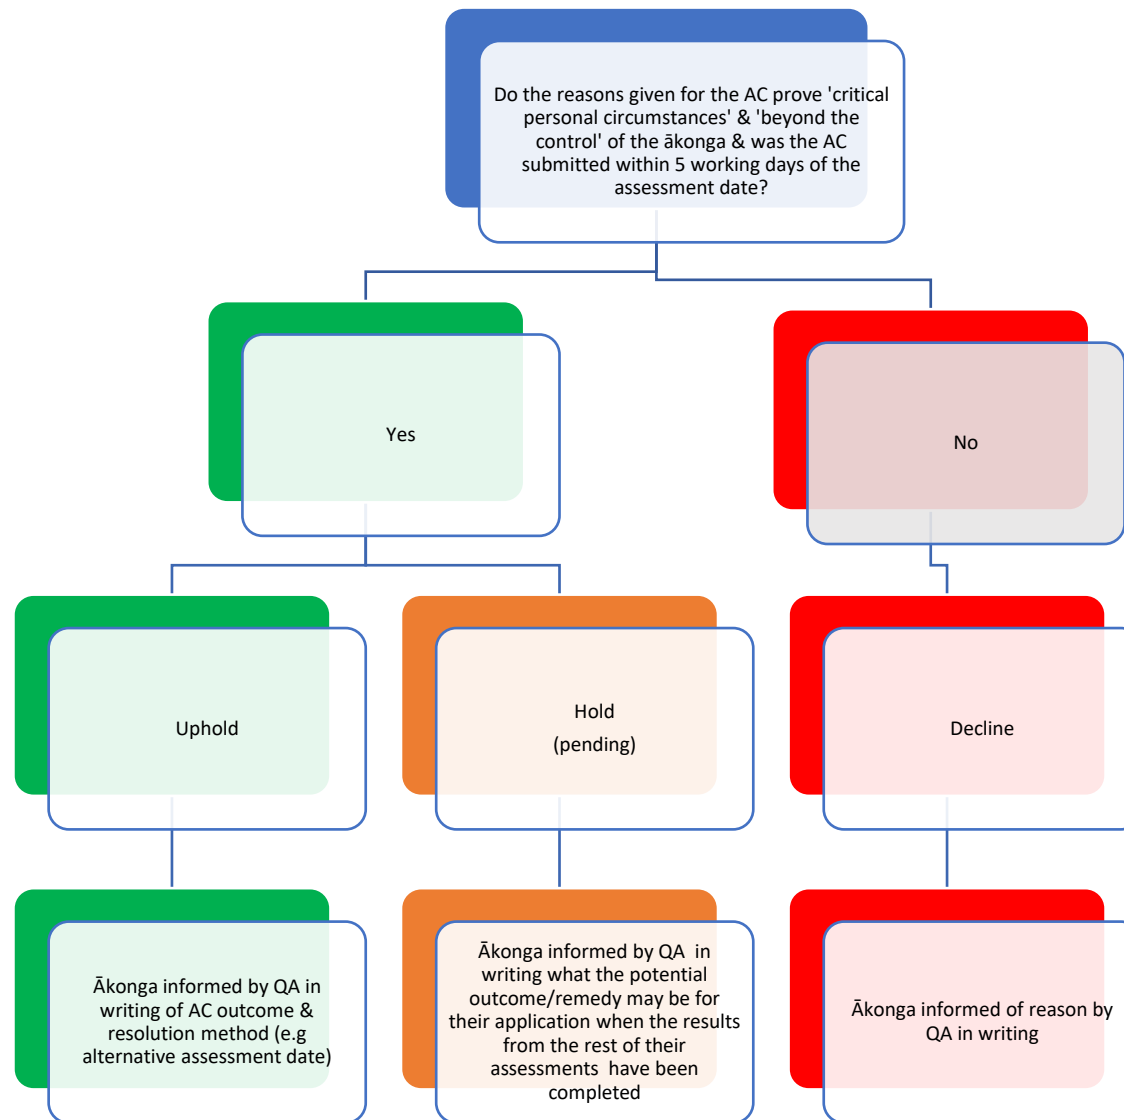 Do the reasons given for the AC prove 'critical
personal circumstances' & 'beyond the
control' of the ākonga & was the AC
submitted within 5 working days of the
assessment date?
Yes
No
Uphold
Hold
(pending)
Decline
Ākonga informed by QA in
writing of AC outcome &
resolution method (e.g
alternative assessment date)
Ākonga informed by QA in
writing what the potential
outcome/remedy may be for
their application when the results
from the rest of their
assessments have been
completed
Ākonga informed of reason by
QA in writing